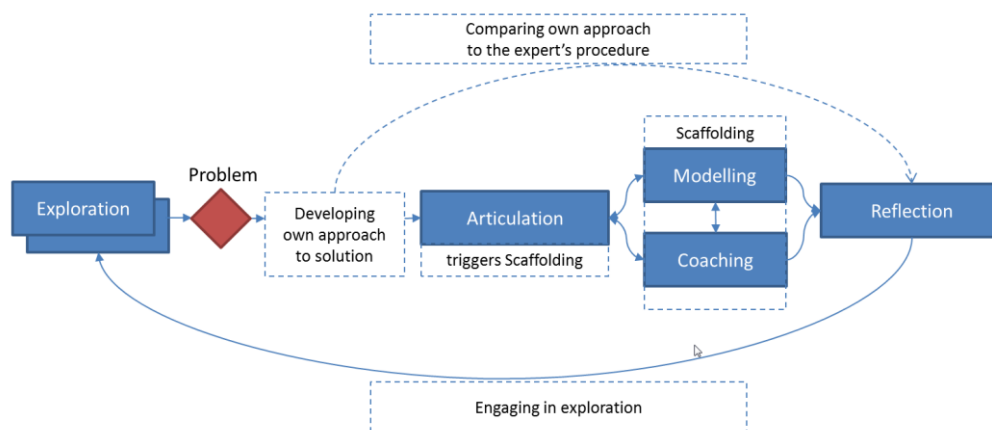 Comparing own approach
to the expert's procedure
Scaffolding
Problem
Modelling
Exploration
Developing
own approach
to solution
Articulation
Reflection
triggers Scaffolding
Coaching
Engaging in exploration